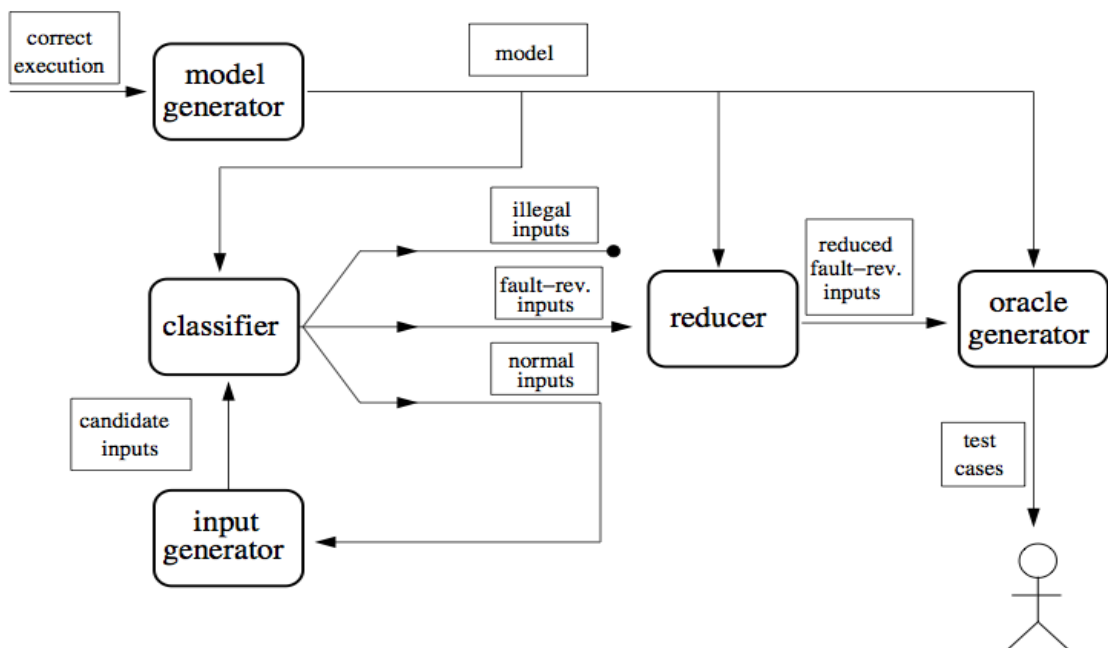 correct
execution
model
generator
model
illegal
inputs
fault–rev.
inputs
normal
inputs
classifier
reducer
reduced
fault–rev.
inputs
oracle
generator
candidate
inputs
input
generator
test
cases